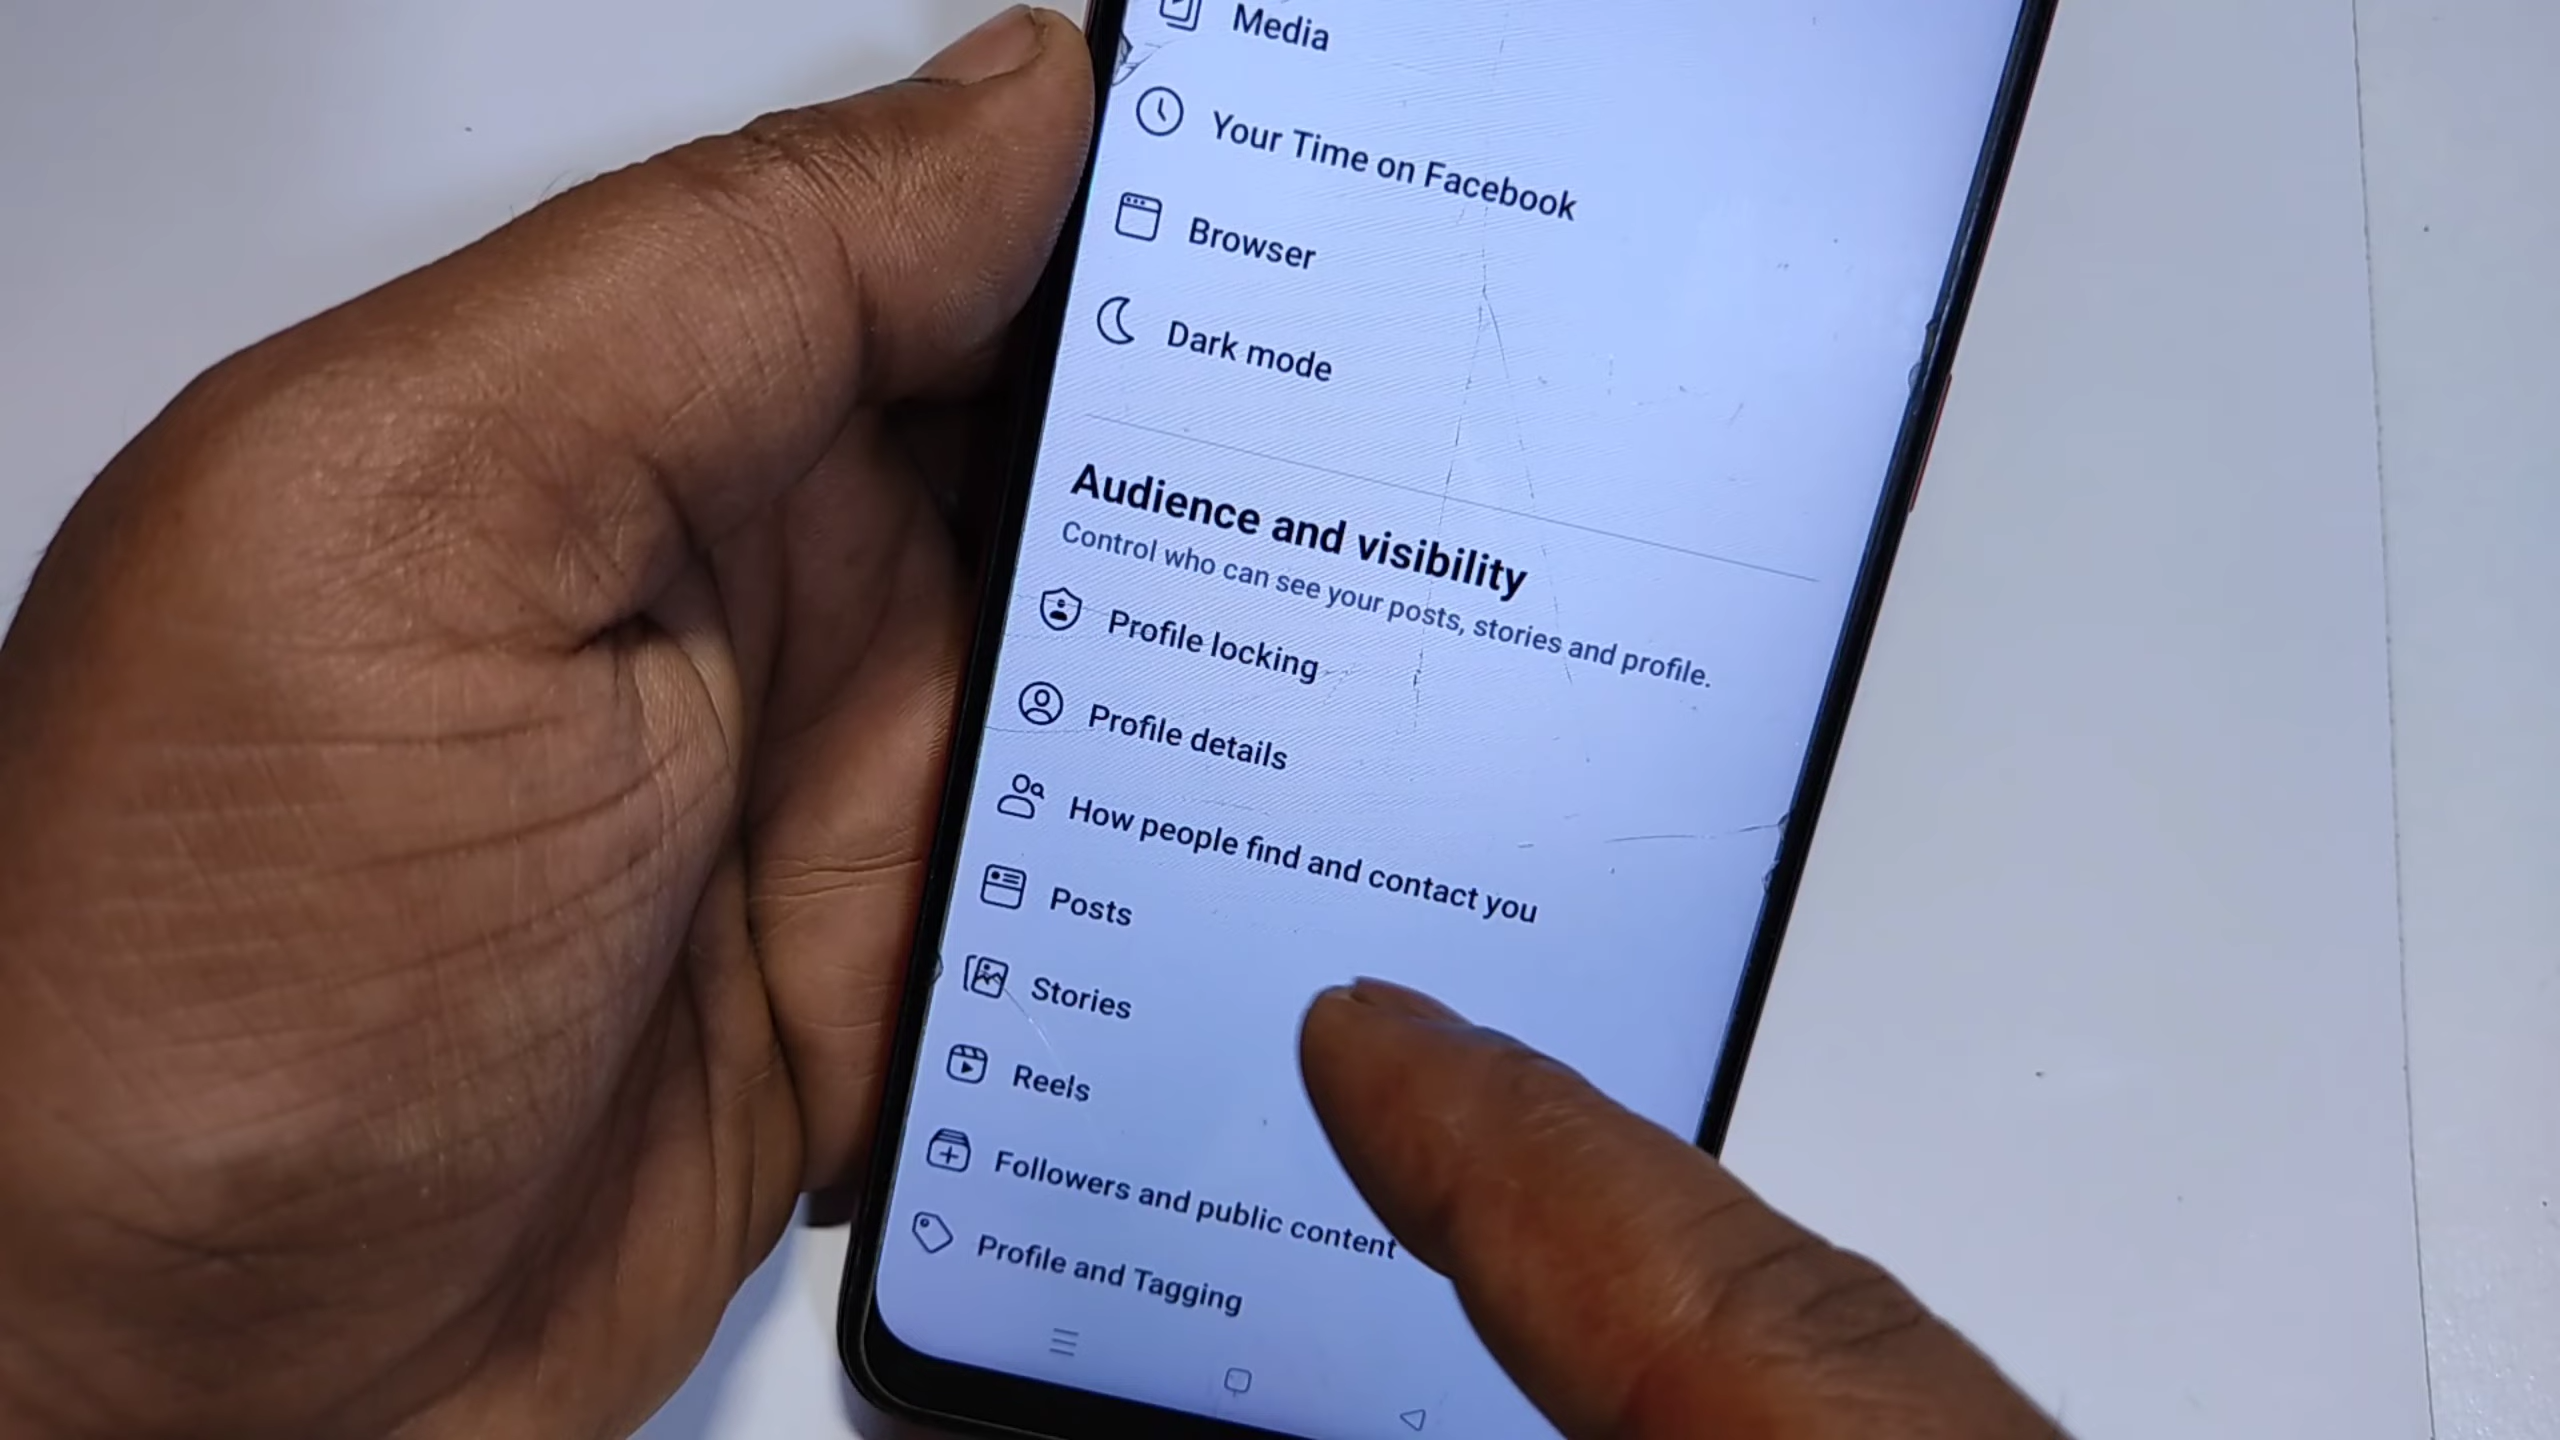 Media
Your Time on Facebook
Browser
Dark mode
Audience and visibility
Control who can see your posts, stories and profile.
Profile locking
Profile details
How people find and contact you
Posts
Stories
Reels
Followers and public content
Profile and Tagging